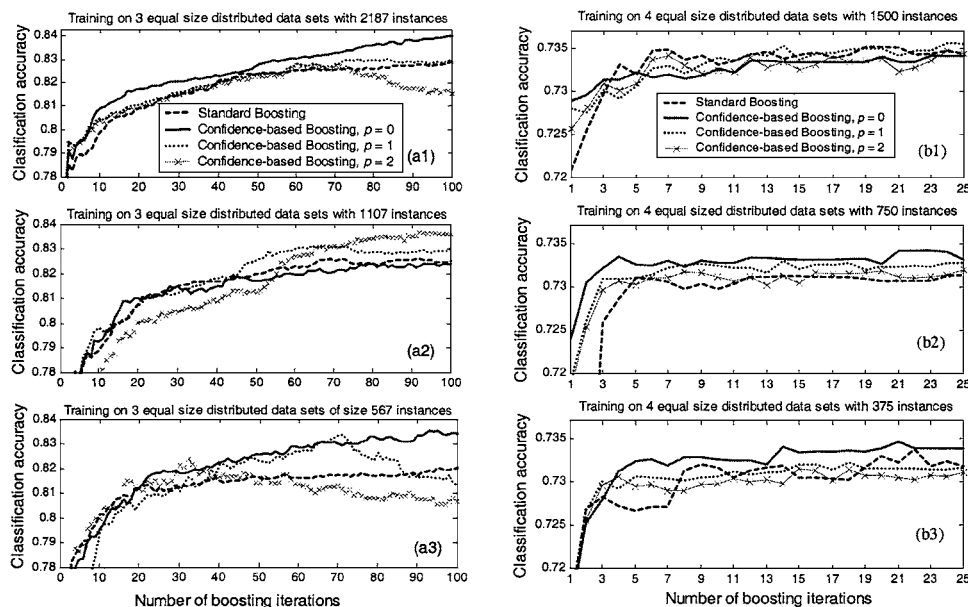 Training on 3 equal size distributed data sets with 2187 instances
Classification accuracy
0.84
0.83
0.82
0.81
0.8
0.79
0.78
Standard Boosting
Confidence-based Boosting, p = 0
Confidence-based Boosting, p = 1
Confidence-based Boosting, p = 2
(a1)
0 10 20 30 40 50 60 70 80 90 100
Training on 4 equal size distributed data sets with 1500 instances
Classification accuracy
0.735
0.73
0.725
0.72
Standard Boosting
Confidence-based Boosting, p = 0
Confidence-based Boosting, p = 1
Confidence-based Boosting, p = 2
(b1)
1 3 5 7 9 11 13 15 17 19 21 23 25
Training on 3 equal size distributed data sets with 1107 instances
Classification accuracy
0.84
0.83
0.82
0.81
0.8
0.79
0.78
(a2)
0 10 20 30 40 50 60 70 80 90 100
Training on 4 equal sized distributed data sets with 750 instances
Classification accuracy
0.735
0.73
0.725
0.72
(b2)
1 3 5 7 9 11 13 15 17 19 21 23 25
Training on 3 equal size distributed data sets of size 567 instances
Classification accuracy
0.84
0.83
0.82
0.81
0.8
0.79
0.78
(a3)
0 10 20 30 40 50 60 70 80 90 100
Number of boosting iterations
Training on 4 equal size distributed data sets with 375 instances
Classification accuracy
0.735
0.73
0.725
0.72
(b3)
1 3 5 7 9 11 13 15 17 19 21 23 25
Number of boosting iterations